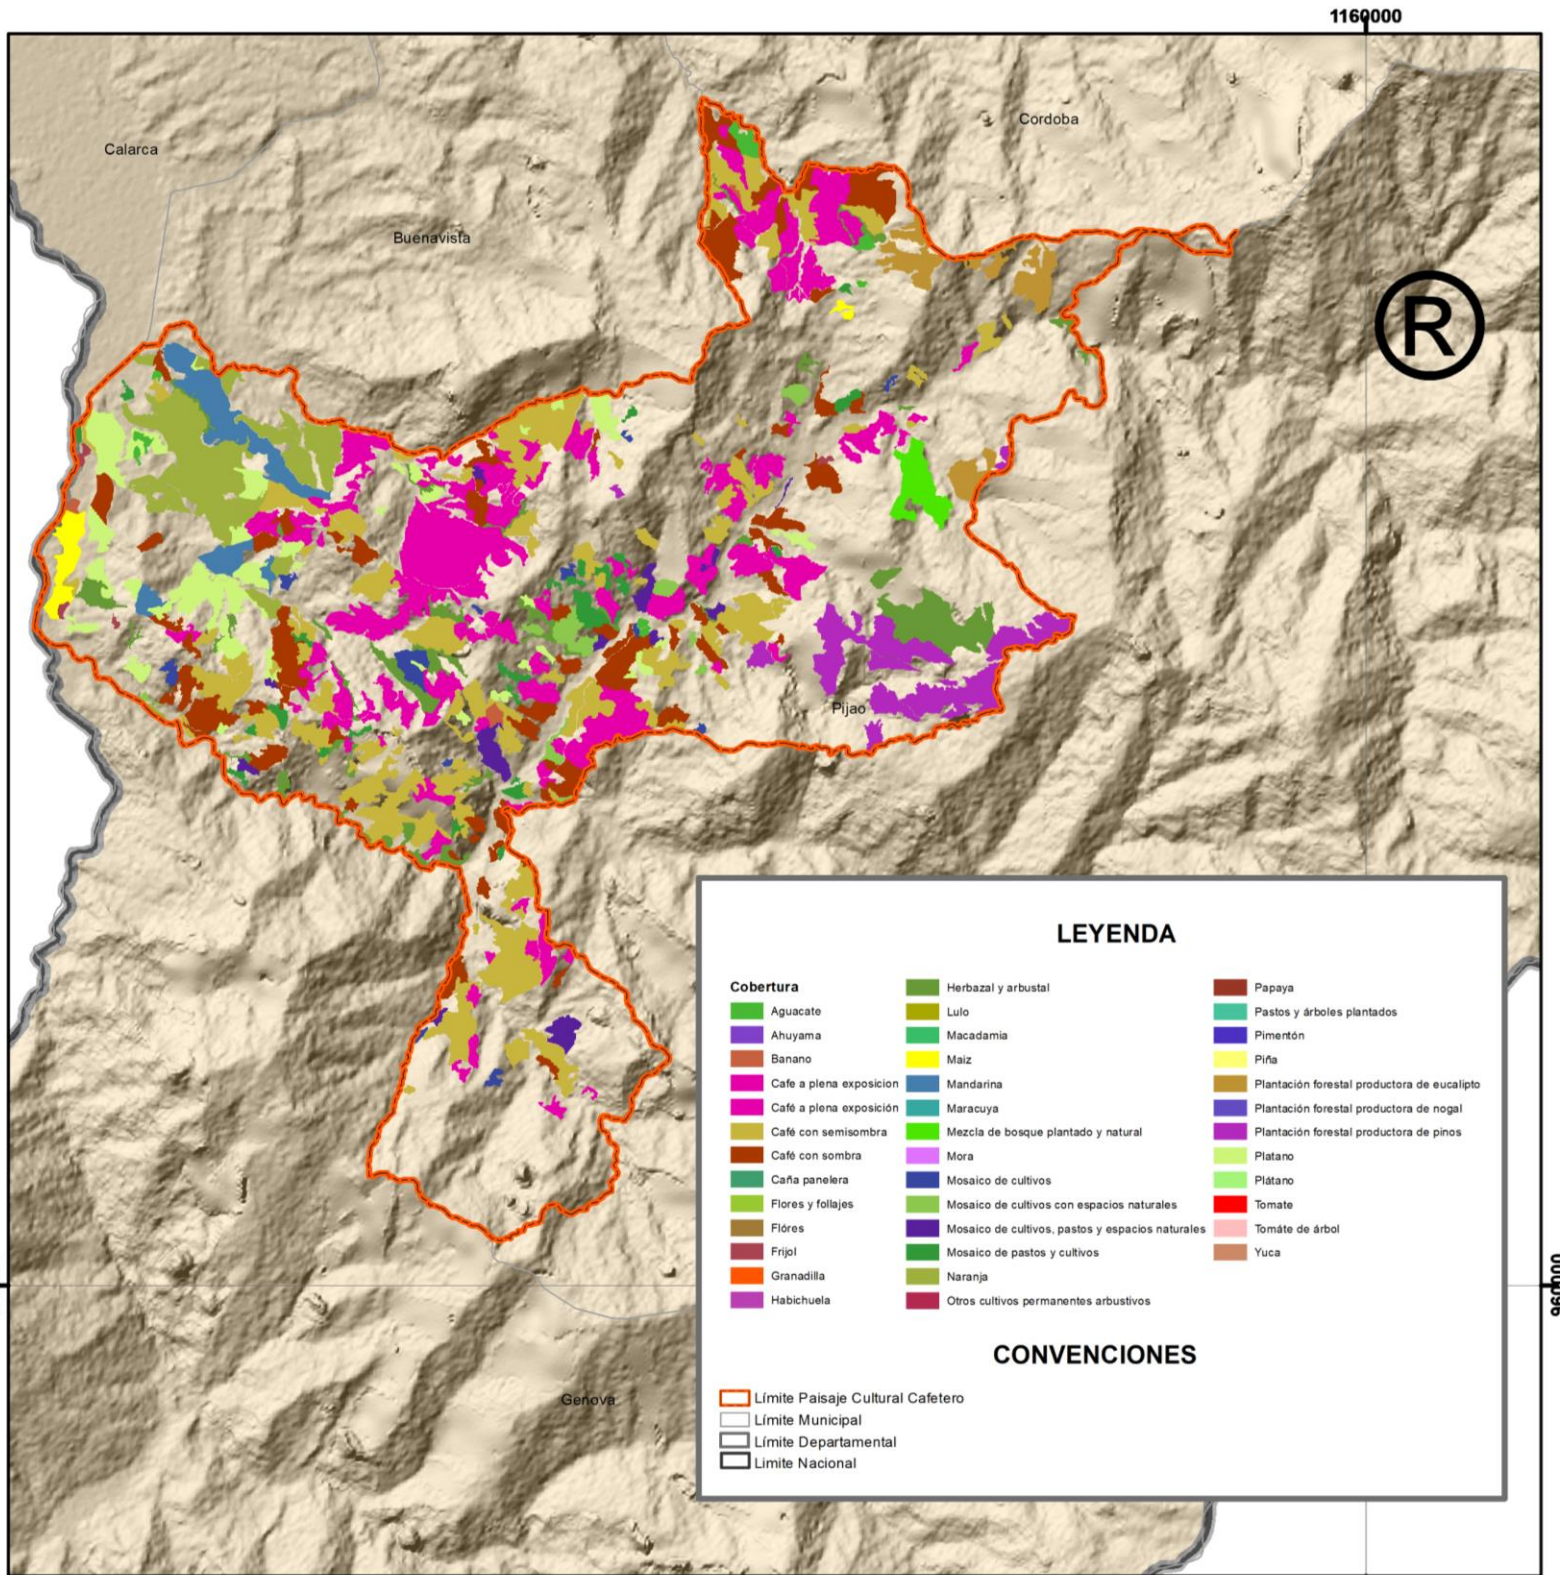 1160000
Cordoba
Calarca
Buenavista
®
Pijao
LEYENDA
Cobertura
Aguacate
Ahuyama
Banano
Cafe a plena exposicion
Café a plena exposición
Café con semisombra
Café con sombra
Caña panelera
Flores y follajes
Flóres
Frijol
Granadilla
Habichuela
Herbazal y arbustal
Lulo
Macadamia
Maiz
Mandarina
Maracuya
Mezcla de bosque plantado y natural
Mora
Mosaico de cultivos
Mosaico de cultivos con espacios naturales
Mosaico de cultivos, pastos y espacios naturales
Mosaico de pastos y cultivos
Naranja
Otros cultivos permanentes arbustivos
Papaya
Pastos y árboles plantados
Pimentón
Piña
Plantación forestal productora de eucalipto
Plantación forestal productora de nogal
Plantación forestal productora de pinos
Platano
Plátano
Tomate
Tomáte de árbol
Yuca
960000
CONVENCIONES
Límite Paisaje Cultural Cafetero
Límite Municipal
Límite Departamental
Limite Nacional
Genova